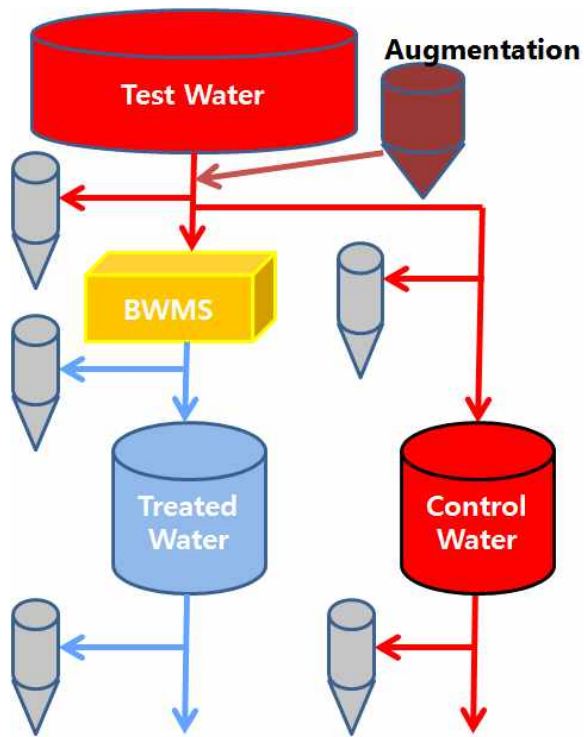 Augmentation
Test Water
BWMS
Treated
Water
Control
Water